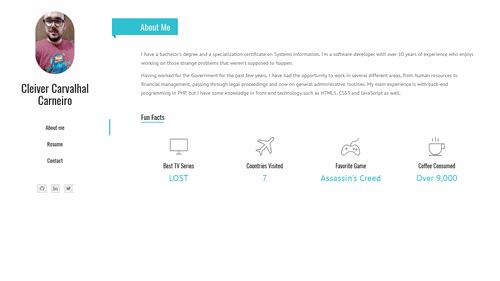 Cleiver Carvalhal
Carneiro
About me
Resume
Contact
About Me
I have a bachelor's degree and a specialization certificate on Systems Information. I'm a software developer with over 10 years of experience who enjoys
working on those strange problems that weren't supposed to happen.
Having worked for the Government for the past few years, I have had the opportunity to work in several different areas, from human resources to
financial management, passing through legal proceedings and now on general administrative routines. My main experience is with back-end
programming in PHP, but I have some knowledge in front-end technology such as HTML5, CSS3 and JavaScript as well.
Fun Facts
Best TV Series
LOST
Countries Visited
7
Favorite Game
Assassin's Creed
Coffee Consumed
Over 9,000